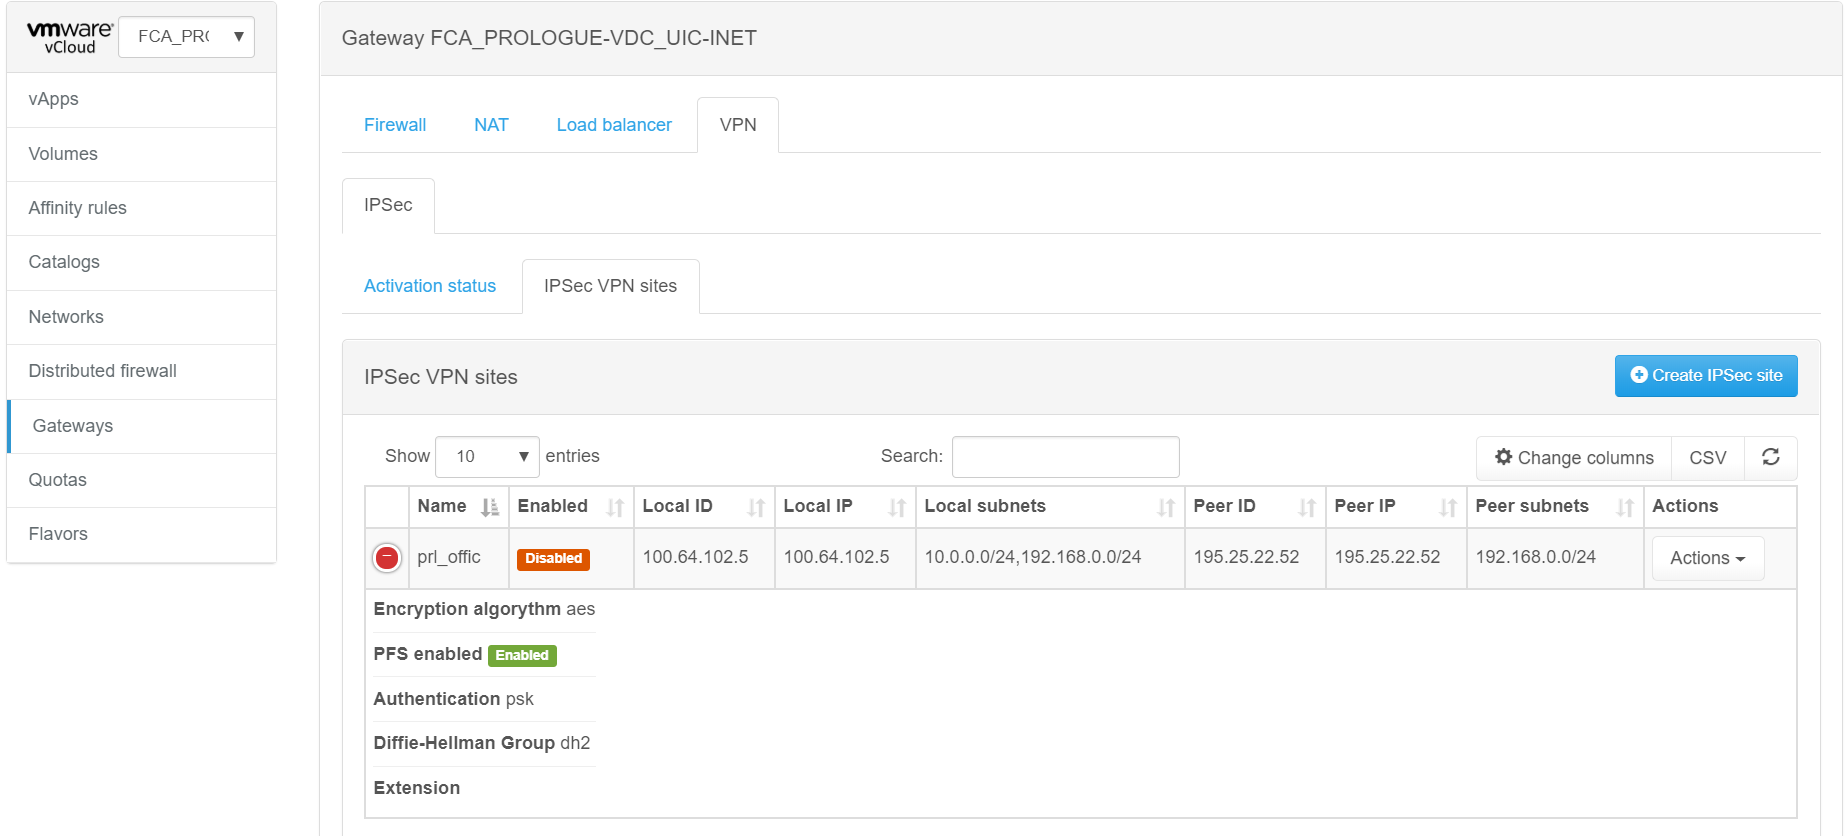 vmware®
vCloud
FCA_PRO
vApps
Volumes
Affinity rules
Catalogs
Networks
Distributed firewall
Gateways
Quotas
Flavors
Gateway FCA_PROLOGUE-VDC_UIC-INET
Firewall NAT Load balancer VPN
IPSec
Activation status IPSec VPN sites
IPSec VPN sites Create IPSec site
Show 10 entries Search: Change columns CSV
Name Enabled Local ID Local IP Local subnets Peer ID Peer IP Peer subnets Actions
prl_offic Disabled 100.64.102.5 100.64.102.5 10.0.0.0/24,192.168.0.0/24 195.25.22.52 195.25.22.52 192.168.0.0/24 Actions
Encryption algorythm aes
PFS enabled Enabled
Authentication psk
Diffie-Hellman Group dh2
Extension